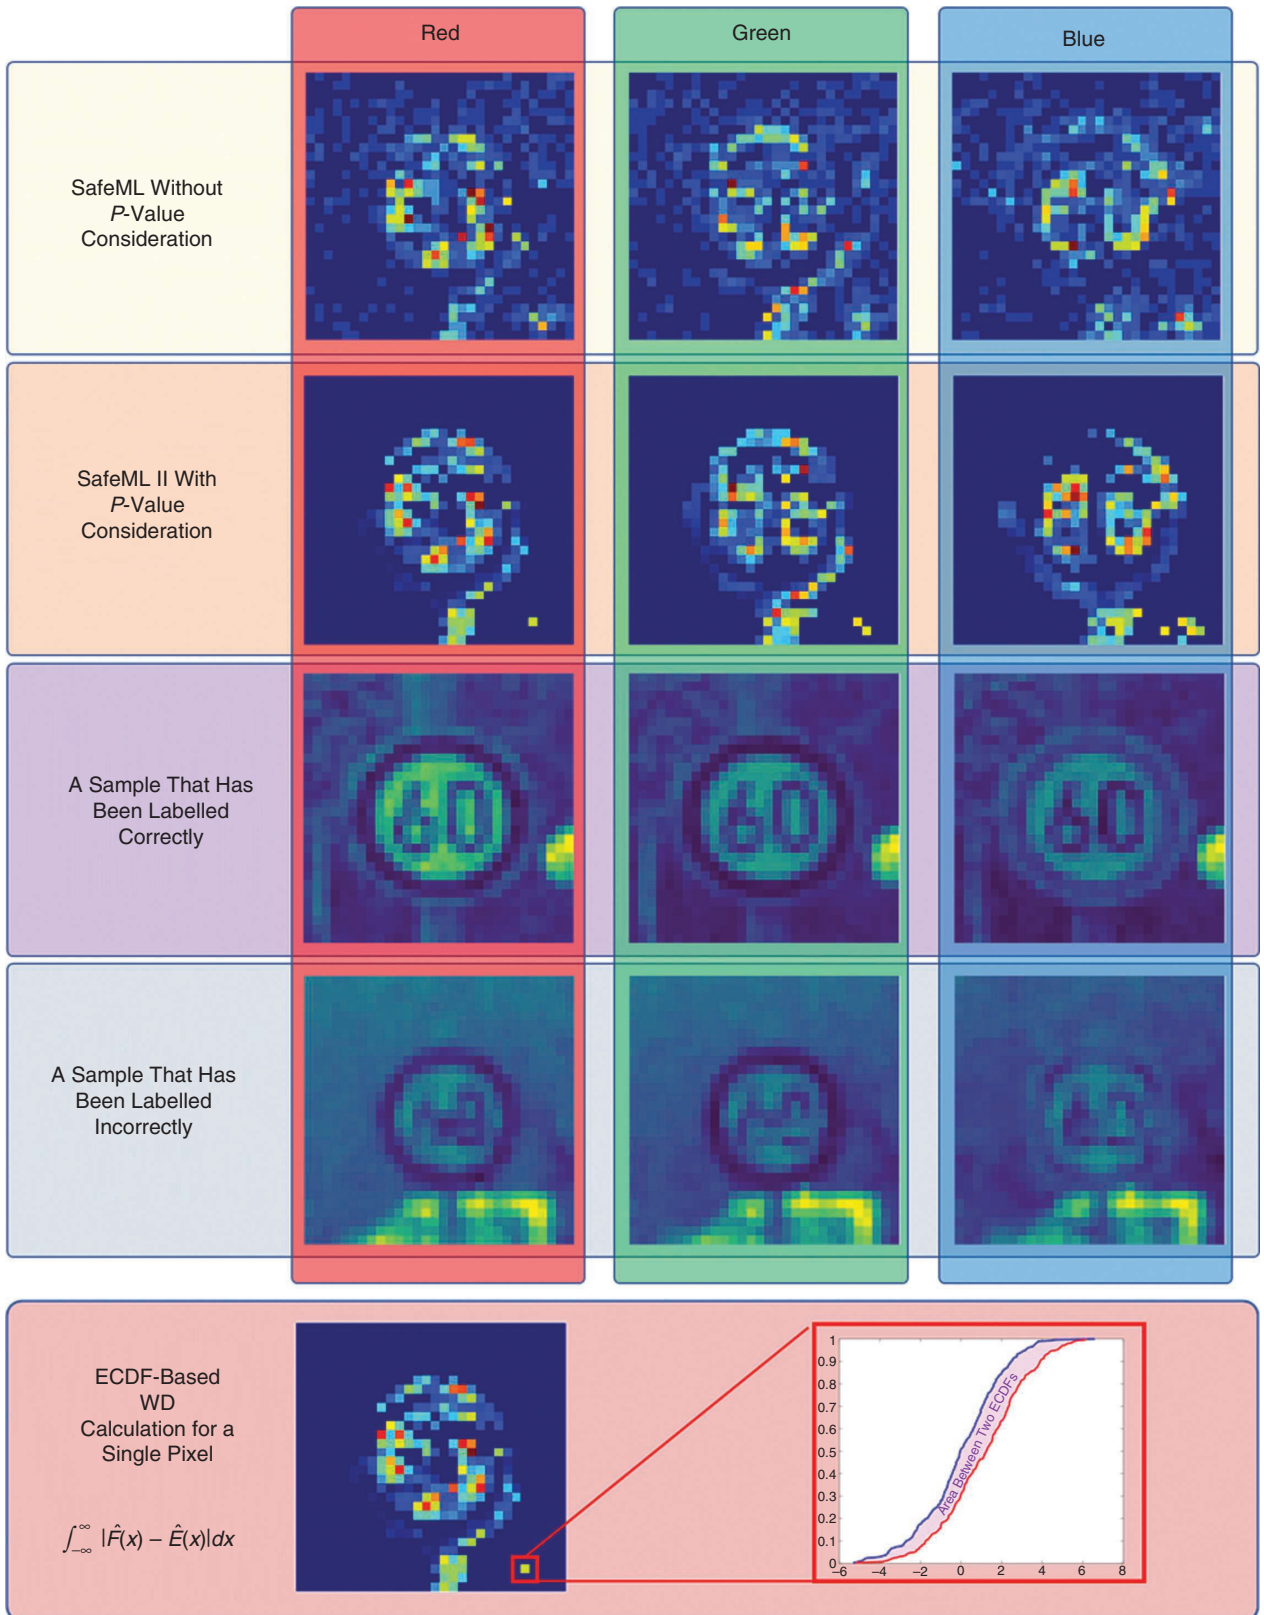 Red
Green
Blue
SafeML Without
P-Value
Consideration
SafeML II With
P-Value
Consideration
A Sample That Has
Been Labelled
Correctly
60
60
60
A Sample That Has
Been Labelled
Incorrectly
ECDF-Based
WD
Calculation for a
Single Pixel
∫_{-∞}^{∞} |F̂(x) – Ê(x)|dx
1
0.9
0.8
0.7
0.6
0.5
0.4
0.3
0.2
0.1
0
Area Between Two ECDFs
–6 –4 –2 0 2 4 6 8